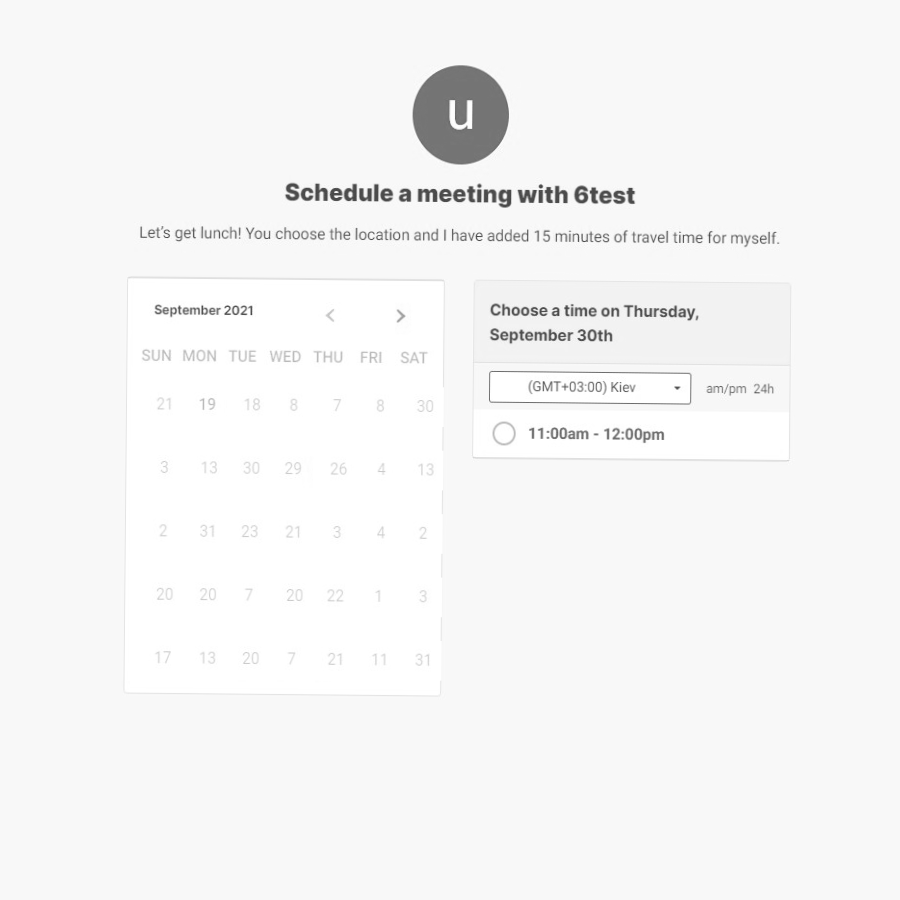 u
Schedule a meeting with 6test
Let's get lunch! You choose the location and I have added 15 minutes of travel time for myself.
September 2021
SUN MON TUE WED THU FRI SAT
21 19 18 8 7 8 30
3 13 30 29 26 4 13
2 31 23 21 3 4 2
20 20 7 20 22 1 3
17 13 20 7 21 11 31
Choose a time on Thursday,
September 30th
(GMT+03:00) Kiev am/pm 24h
11:00am - 12:00pm